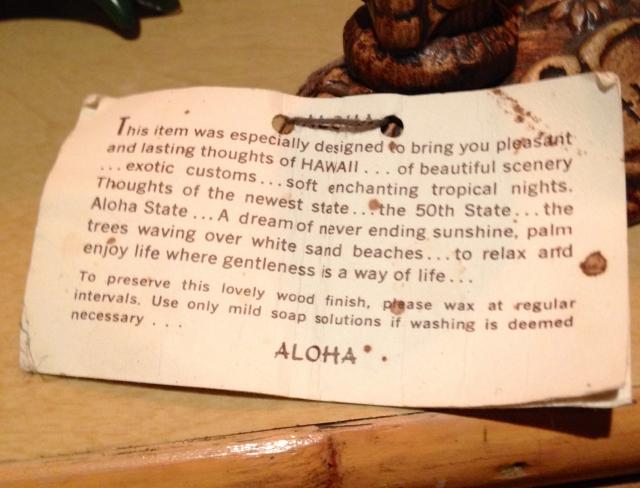 ALOHA
This item was especially designed to bring you pleasant
and lasting thoughts of HAWAII . . . of beautiful scenery
. . . exotic customs . . . soft enchanting tropical nights.
Thoughts of the newest state . . . the 50th State . . . the
Aloha State . . . A dream of never ending sunshine, palm
trees waving over white sand beaches . . . to relax and
enjoy life where gentleness is a way of life . . .
To preserve this lovely wood finish, please wax at regular
intervals. Use only mild soap solutions if washing is deemed
necessary . . .
ALOHA